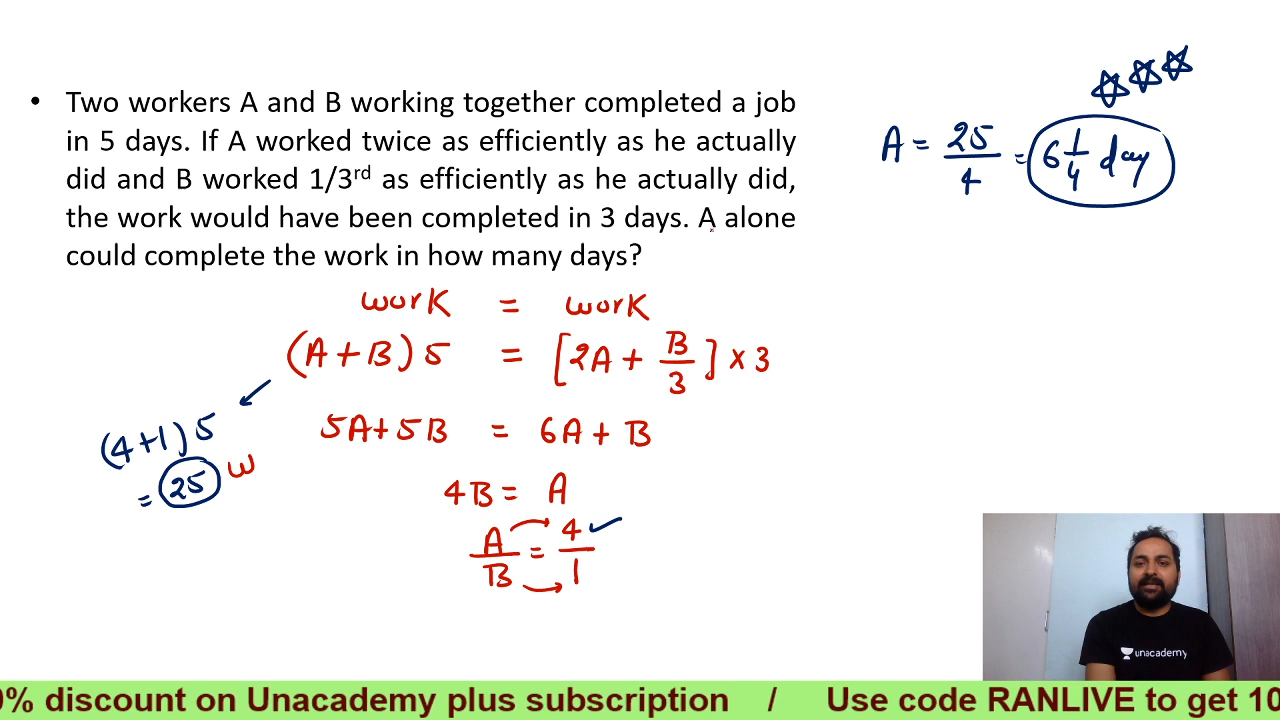 • Two workers A and B working together completed a job
in 5 days. If A worked twice as efficiently as he actually
did and B worked 1/3rd as efficiently as he actually did,
the work would have been completed in 3 days. A alone
could complete the work in how many days?
work = work
(A+B) 5 = [2A + B/3] × 3
5A+5B = 6A + B
4B = A
A/B = 4/1
(4+1) 5
= 25 W
A = 25/4 = 6 1/4 day
unacademy
0% discount on Unacademy plus subscription / Use code RANLIVE to get 10